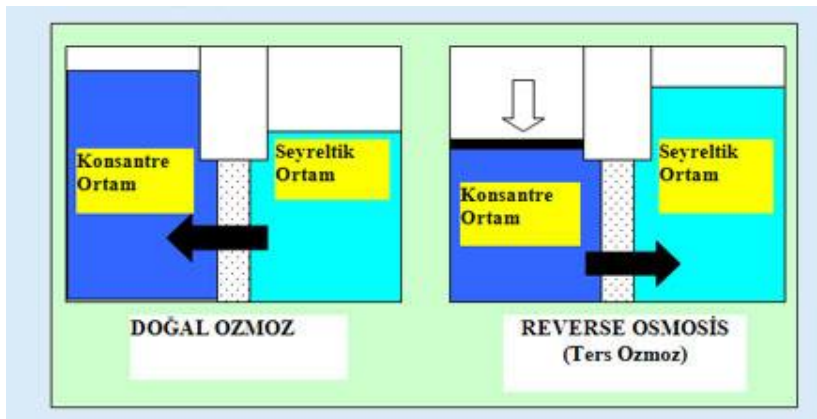 Konsantre
Ortam
Seyreltik
Ortam
DOĞAL OZMOZ
Konsantre
Ortam
Seyreltik
Ortam
REVERSE OSMOSİS
(Ters Ozmoz)